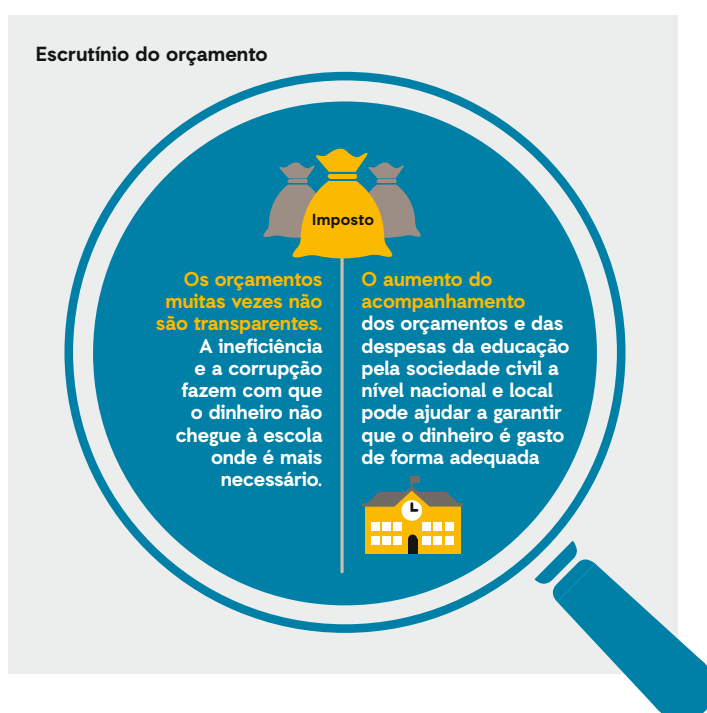 Escrutínio do orçamento
Imposto
Os orçamentos
muitas vezes não
são transparentes.
A ineficiência
e a corrupção
fazem com que
o dinheiro não
chegue à escola
onde é mais
necessário.
O aumento do
acompanhamento
dos orçamentos e das
despesas da educação
pela sociedade civil a
nível nacional e local
pode ajudar a garantir
que o dinheiro é gasto
de forma adequada